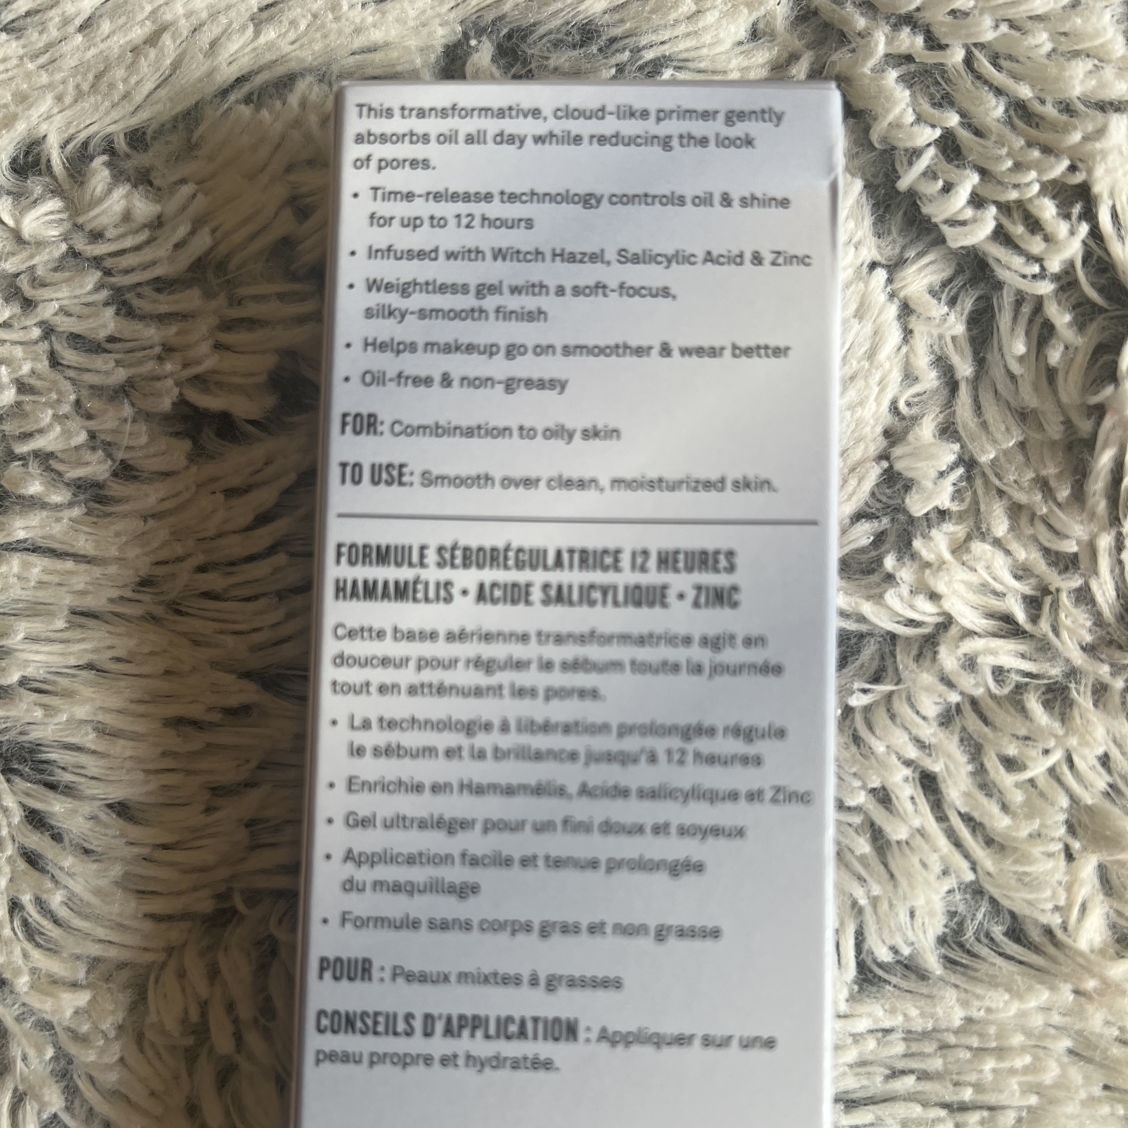 This transformative, cloud-like primer gently
absorbs oil all day while reducing the look
of pores.
• Time-release technology controls oil & shine
for up to 12 hours
• Infused with Witch Hazel, Salicylic Acid & Zinc
• Weightless gel with a soft-focus,
silky-smooth finish
• Helps makeup go on smoother & wear better
• Oil-free & non-greasy
FOR: Combination to oily skin
TO USE: Smooth over clean, moisturized skin.
FORMULE SÉBORÉGULATRICE 12 HEURES
HAMAMÉLIS • ACIDE SALICYLIQUE • ZINC
Cette base aérienne transformatrice agit en
douceur pour réguler le sébum toute la journée
tout en atténuant les pores.
• La technologie à libération prolongée régule
le sébum et la brillance jusqu'à 12 heures
• Enrichie en Hamamélis, Acide salicylique et Zinc
• Gel ultraléger pour un fini doux et soyeux
• Application facile et tenue prolongée
du maquillage
• Formule sans corps gras et non grasse
POUR : Peaux mixtes à grasses
CONSEILS D'APPLICATION : Appliquer sur une
peau propre et hydratée.